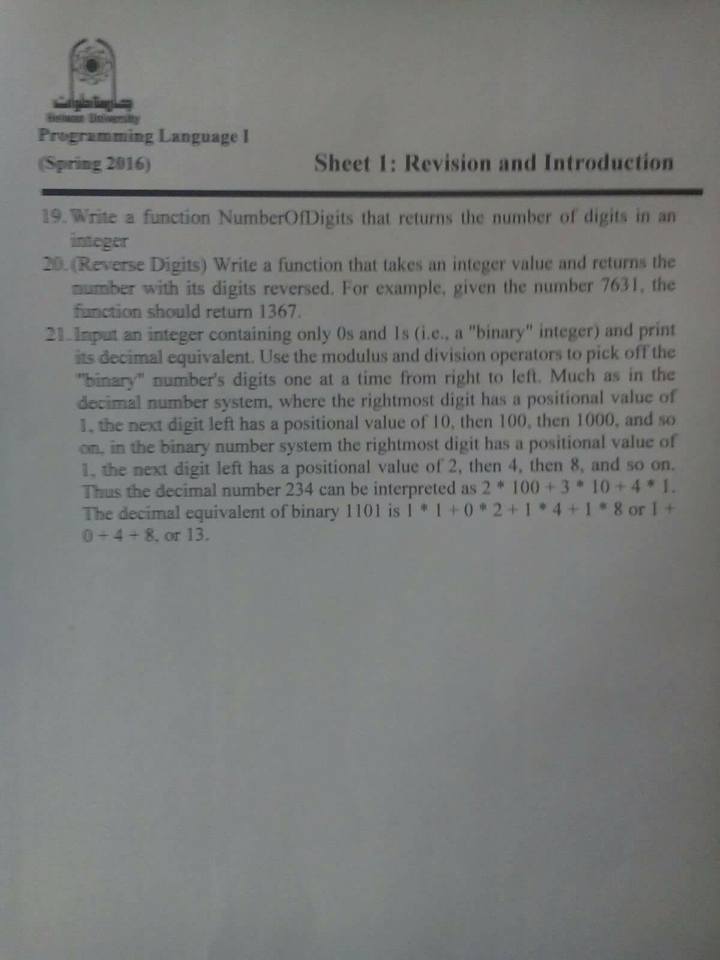 جامعة حلوان
Helwan University
Programming Language I
(Spring 2016)
Sheet 1: Revision and Introduction
19. Write a function NumberOfDigits that returns the number of digits in an
integer
20. (Reverse Digits) Write a function that takes an integer value and returns the
number with its digits reversed. For example, given the number 7631, the
function should return 1367.
21. Input an integer containing only 0s and 1s (i.e., a "binary" integer) and print
its decimal equivalent. Use the modulus and division operators to pick off the
"binary" number's digits one at a time from right to left. Much as in the
decimal number system, where the rightmost digit has a positional value of
1, the next digit left has a positional value of 10, then 100, then 1000, and so
on, in the binary number system the rightmost digit has a positional value of
1, the next digit left has a positional value of 2, then 4, then 8, and so on.
Thus the decimal number 234 can be interpreted as 2 * 100 + 3 * 10 + 4 * 1.
The decimal equivalent of binary 1101 is 1 * 1 + 0 * 2 + 1 * 4 + 1 * 8 or 1 +
0 + 4 + 8, or 13.